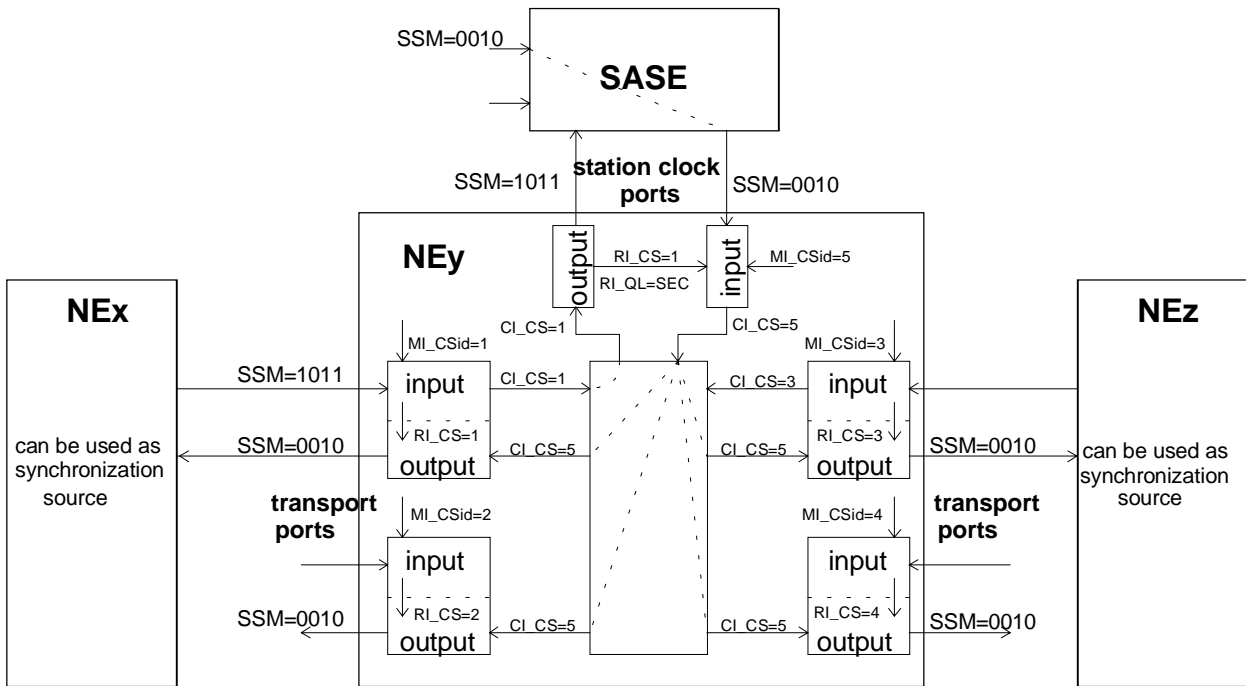 SSM=0010
SASE
station clock
ports
SSM=1011
SSM=0010
NEy
output
RI_CS=1
RI_QL=SEC
input
MI_CSid=5
NEx
NEz
CI_CS=1
CI_CS=5
MI_CSid=1
MI_CSid=3
SSM=1011
input
CI_CS=1
CI_CS=3
input
can be used as
synchronization
source
SSM=0010
RI_CS=1
output
CI_CS=5
CI_CS=5
RI_CS=3
output
SSM=0010
can be used as
synchronization
source
transport
ports
MI_CSid=2
MI_CSid=4
transport
ports
input
input
SSM=0010
RI_CS=2
output
CI_CS=5
CI_CS=5
RI_CS=4
output
SSM=0010